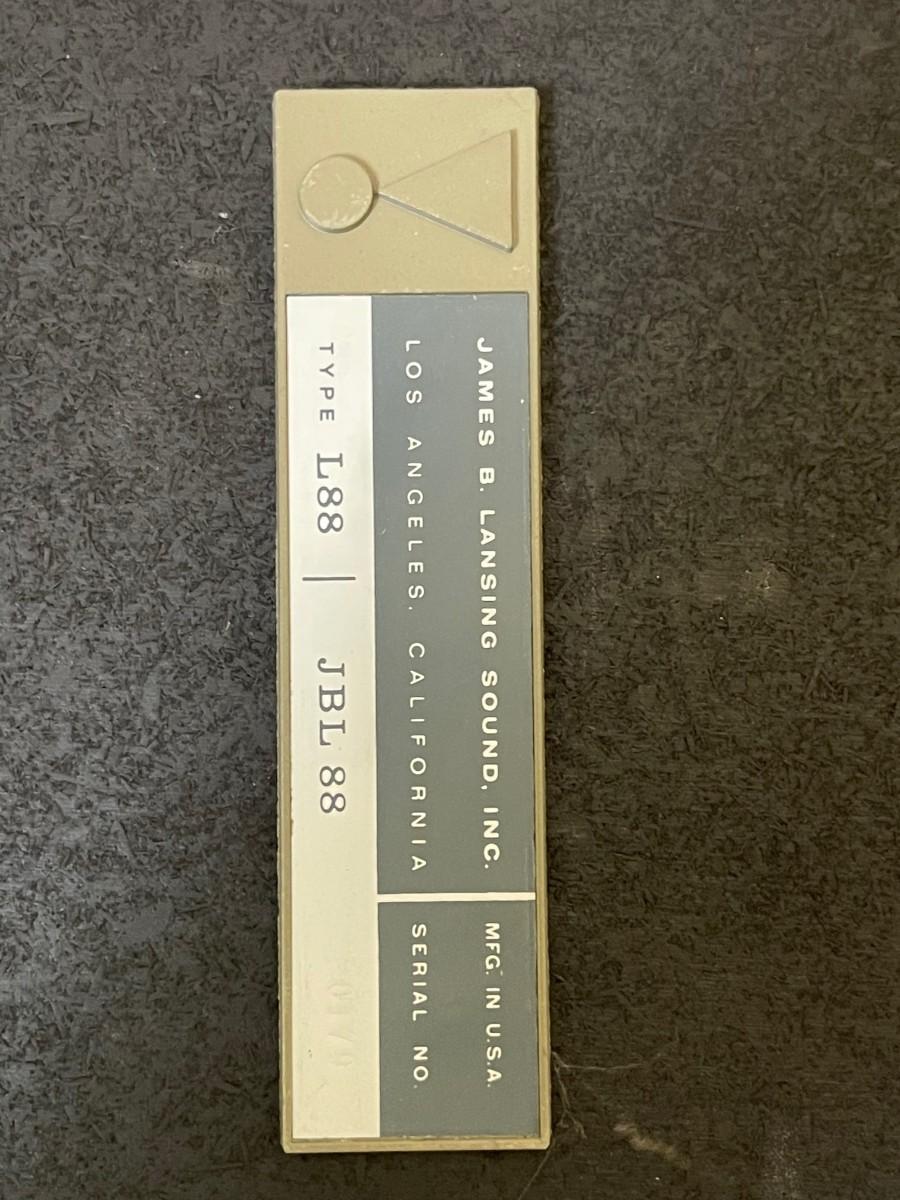 JAMES B. LANSING SOUND, INC.
LOS ANGELES, CALIFORNIA
MFG. IN U.S.A.
SERIAL NO.
TYPE L88 | JBL 88